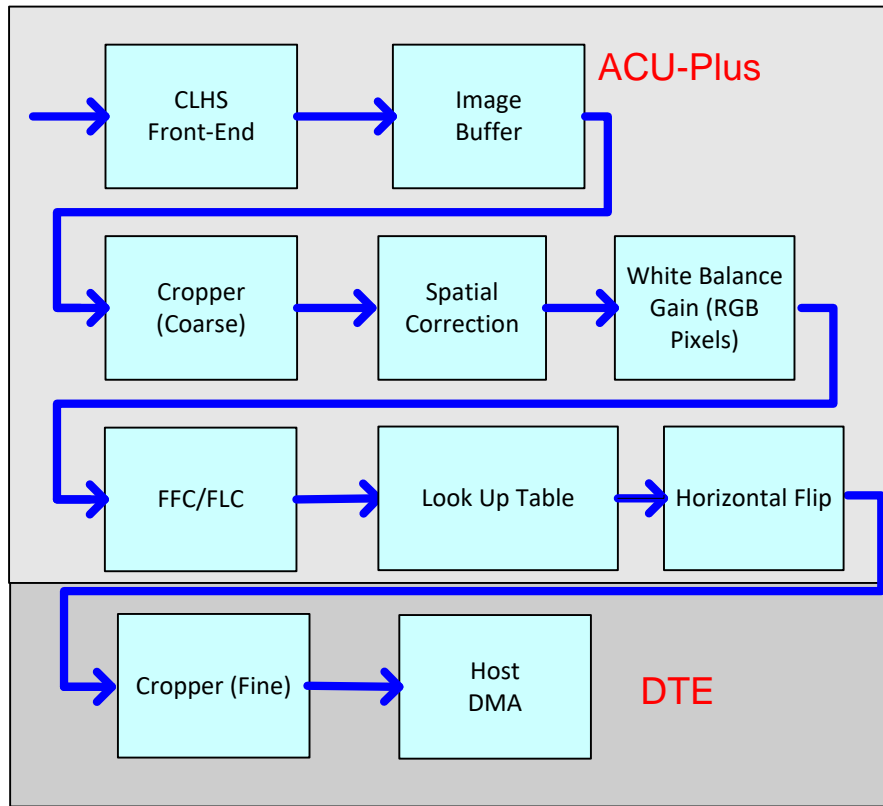 CLHS
Front-End
Image
Buffer
ACU-Plus
Cropper
(Coarse)
Spatial
Correction
White Balance
Gain (RGB
Pixels)
FFC/FLC
Look Up Table
Horizontal Flip
Cropper (Fine)
Host
DMA
DTE